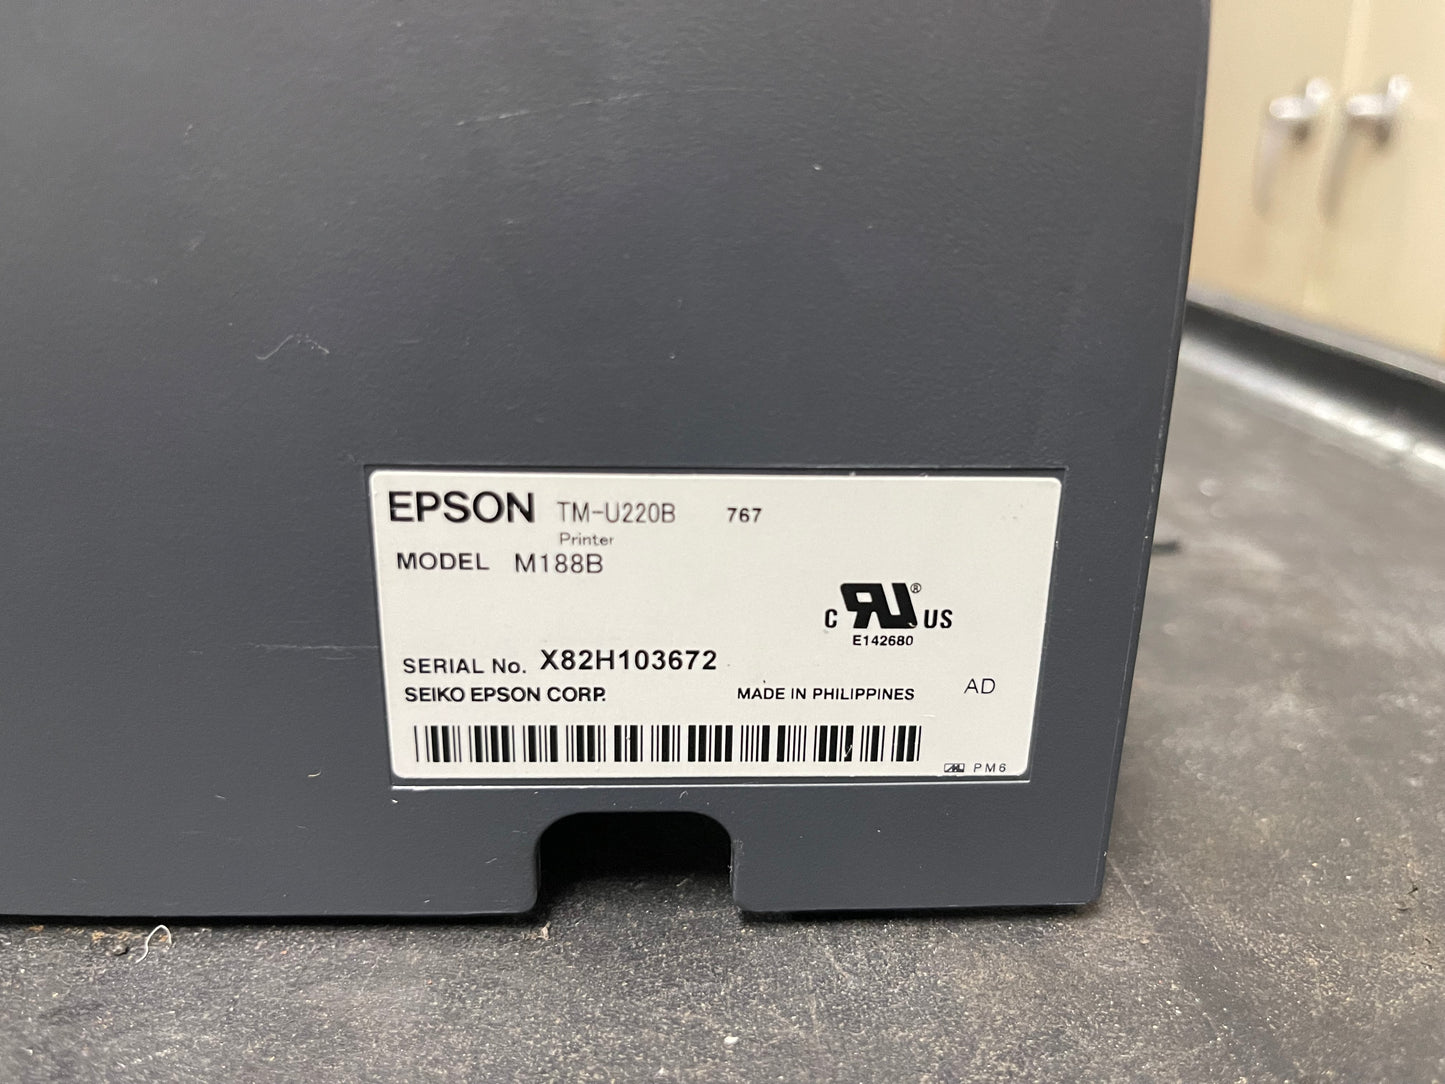 EPSON TM-U220B 767
Printer
MODEL M188B
C RU® US
E142680
SERIAL No. X82H103672
SEIKO EPSON CORP. MADE IN PHILIPPINES AD
PM6